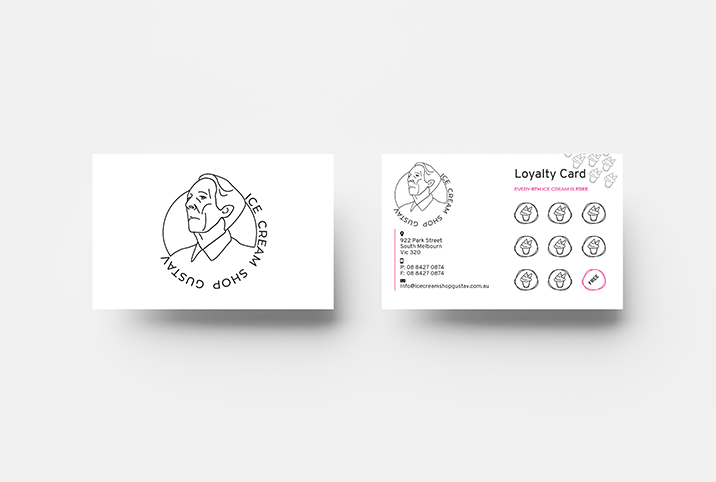 ICE CREAM SHOP GUSTAV
ICE CREAM SHOP GUSTAV
922 Park Street
South Melbourn
Vic 320
P: 08 8427 0874
F: 08 8427 0874
Info@icecreamshopgustav.com.au
Loyalty Card
EVERY 8TH ICE CREAM IS FREE
FREE